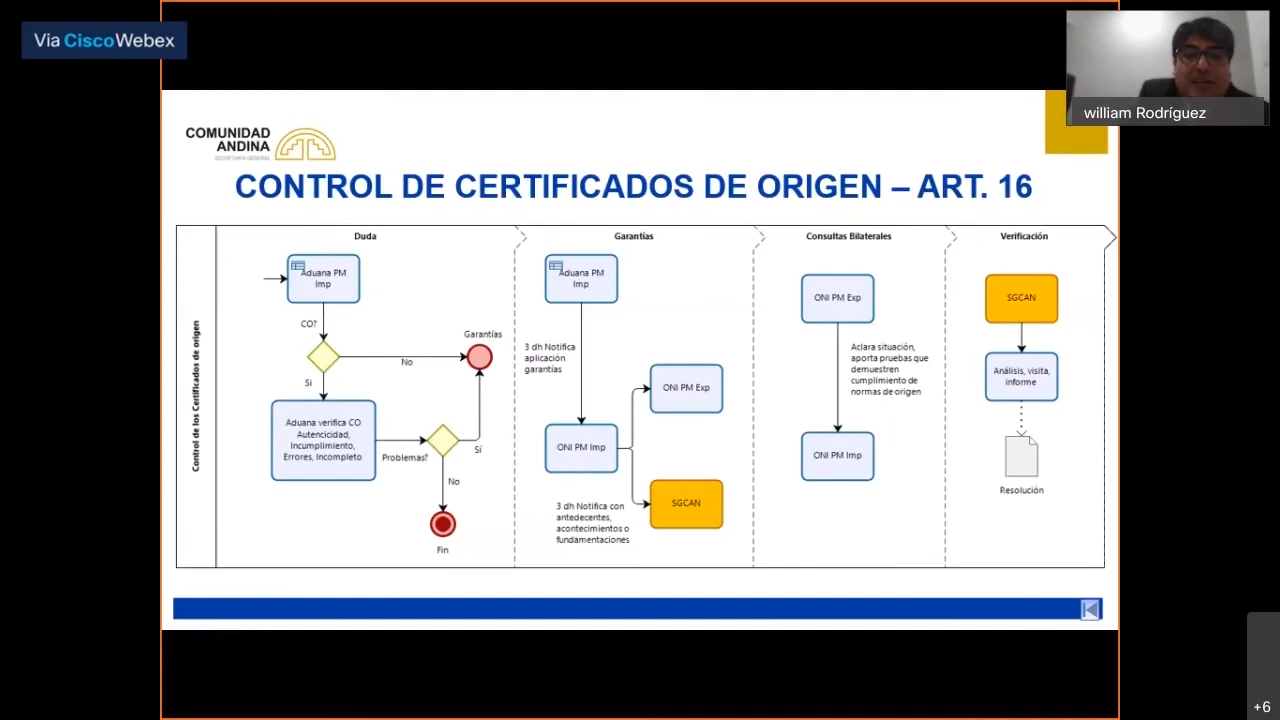 Via CiscoWebex
william Rodríguez
COMUNIDAD
ANDINA
SECRETARÍA GENERAL
CONTROL DE CERTIFICADOS DE ORIGEN – ART. 16
Control de los Certificados de origen
Duda
Aduana PM
Imp
CO?
No
Si
Garantías
Aduana verifica CO
Autencicidad,
Incumplimiento,
Errores, Incompleto
Problemas?
Sí
No
Fin
Garantías
Aduana PM
Imp
3 dh Notifica
aplicación
garantías
ONI PM Exp
ONI PM Imp
SGCAN
3 dh Notifica con
antedecentes,
acontecimientos o
fundamentaciones
Consultas Bilaterales
ONI PM Exp
Aclara situación,
aporta pruebas que
demuestren
cumplimiento de
normas de origen
ONI PM Imp
Verificación
SGCAN
Análisis, visita,
informe
Resolución
+6